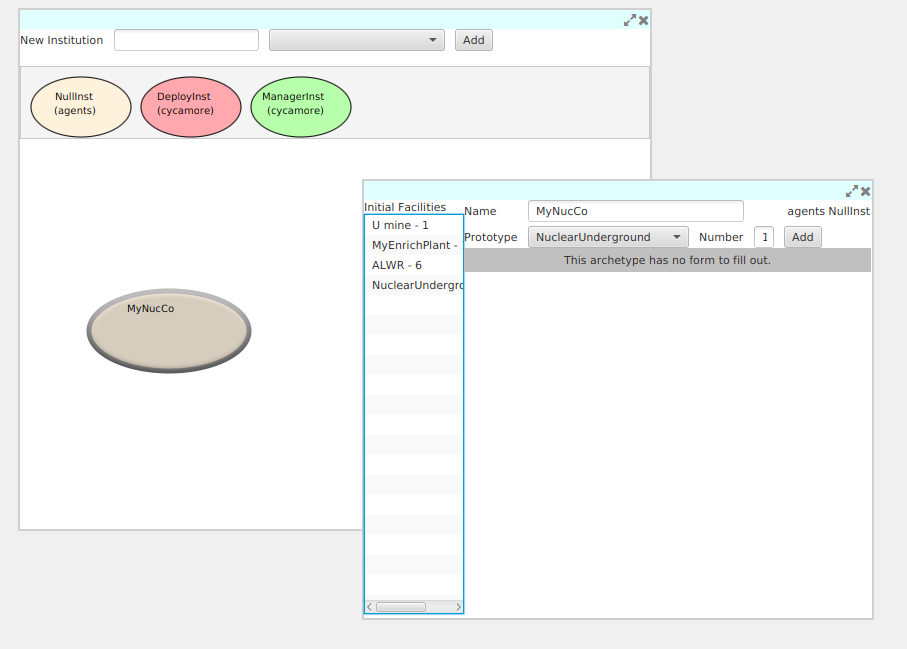 New Institution Add
NullInst
(agents)
DeployInst
(cycamore)
ManagerInst
(cycamore)
MyNucCo
Initial Facilities
U mine - 1
MyEnrichPlant -
ALWR - 6
NuclearUndergro
Name MyNucCo agents NullInst
Prototype NuclearUnderground Number 1 Add
This archetype has no form to fill out.